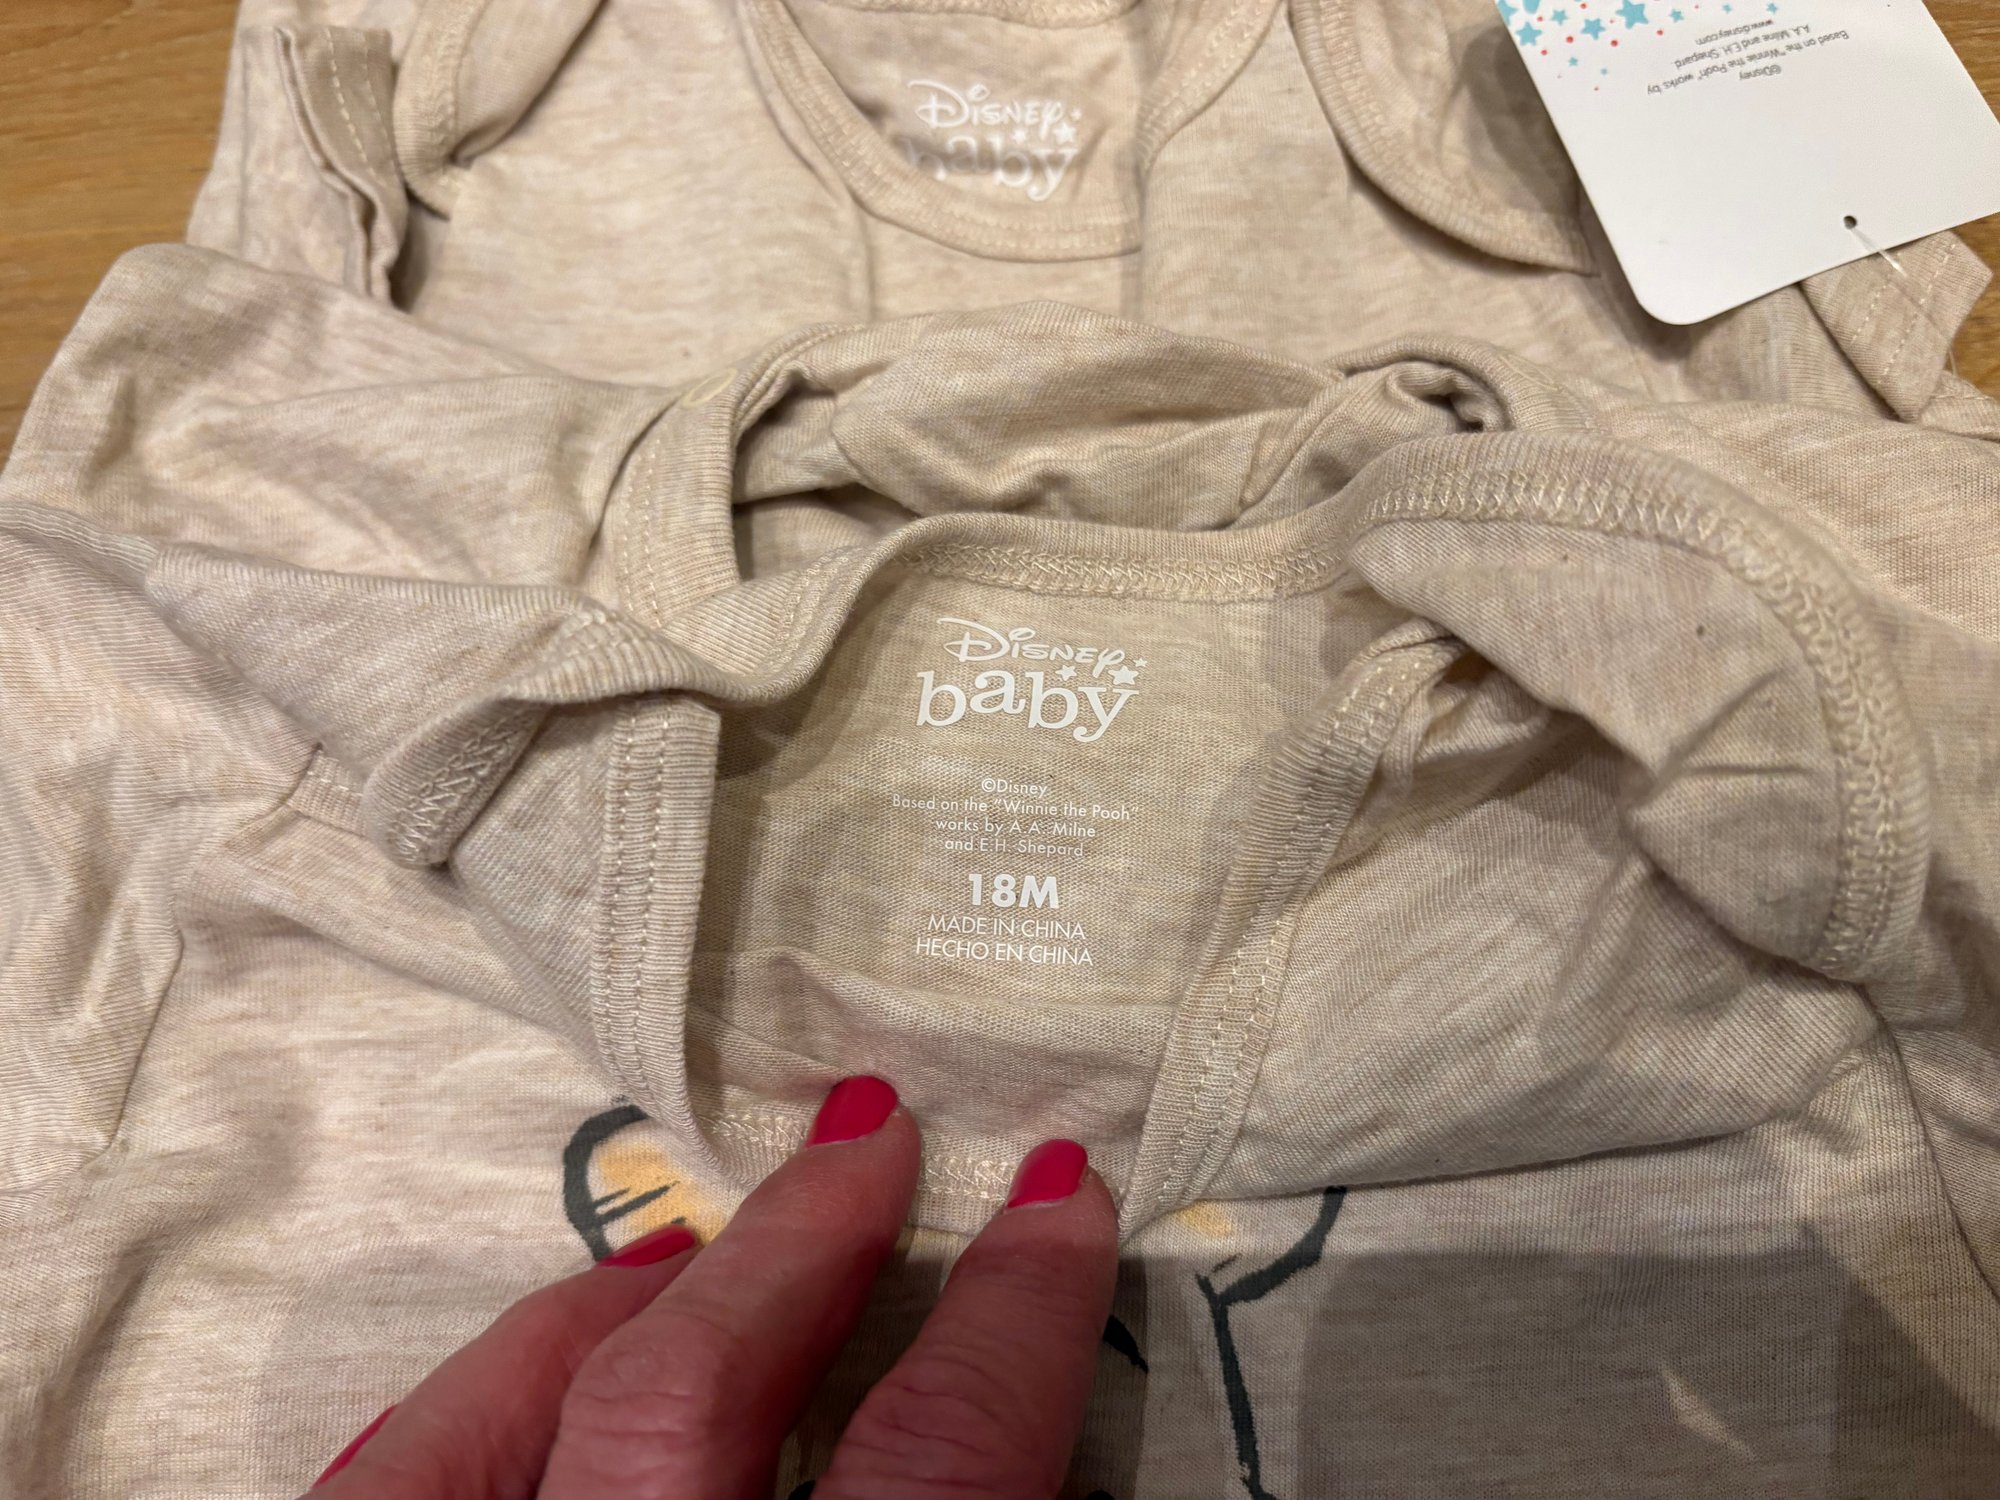 DISNEY
baby
©Disney
Based on the "Winnie the Pooh" works by
A.A. Milne and E.H. Shepard
www.disney.com
DISNEY
baby
©Disney
Based on the "Winnie the Pooh"
works by A.A. Milne
and E.H. Shepard
18M
MADE IN CHINA
HECHO EN CHINA